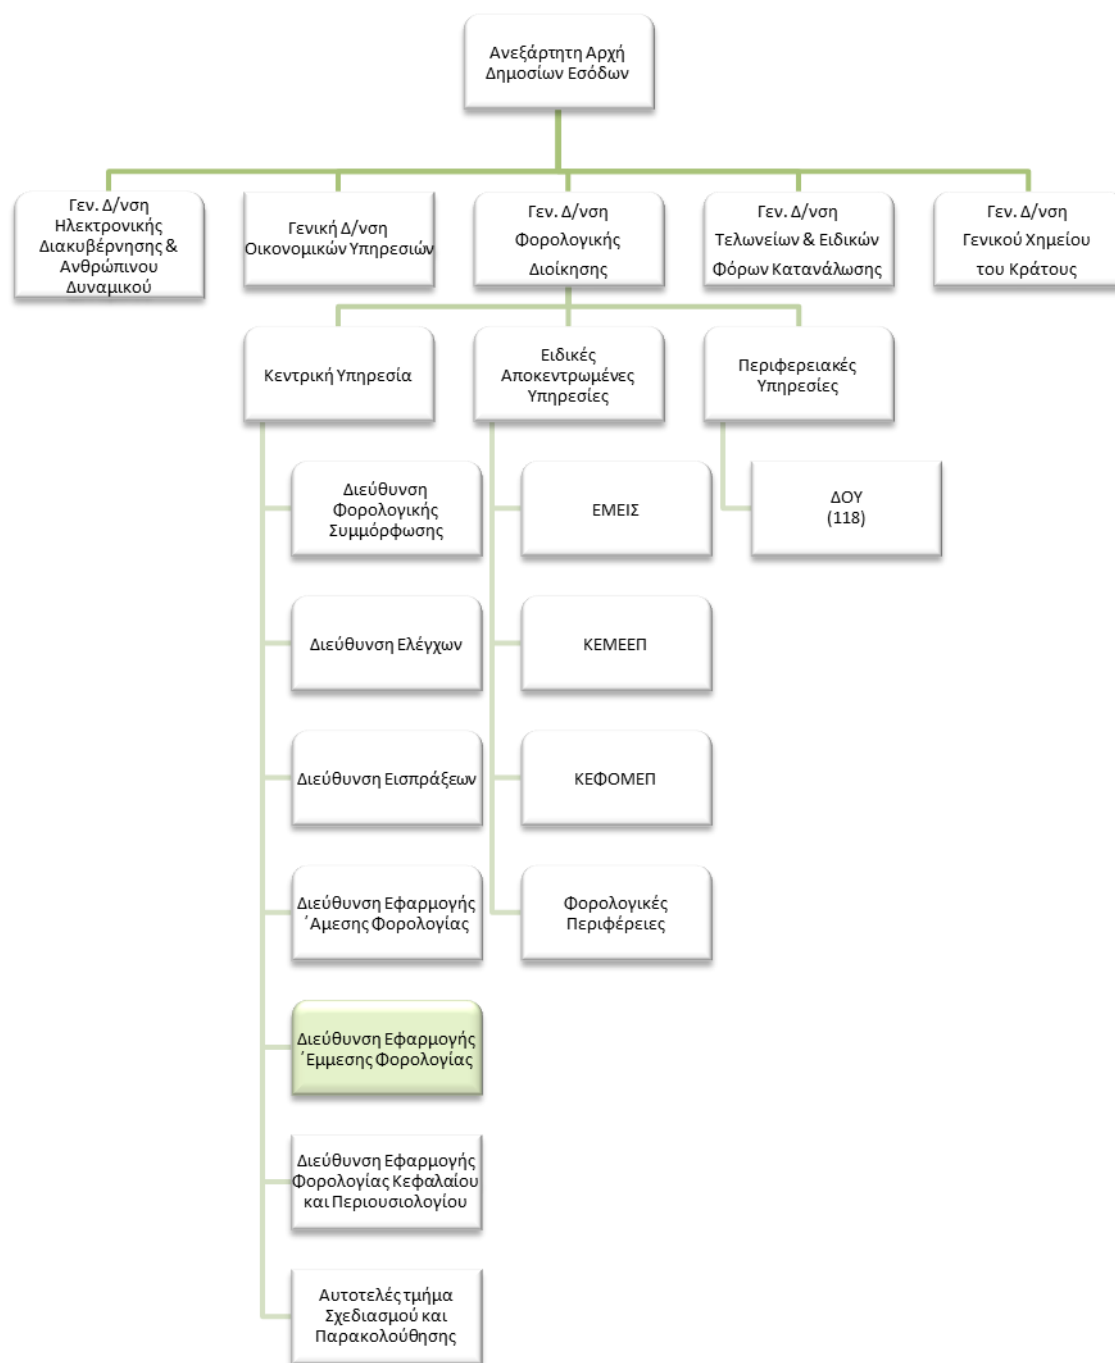 Ανεξάρτητη Αρχή
Δημοσίων Εσόδων
Γεν. Δ/νση
Ηλεκτρονικής
Διακυβέρνησης &
Ανθρώπινου
Δυναμικού
Γενική Δ/νση
Οικονομικών Υπηρεσιών
Γεν. Δ/νση
Φορολογικής
Διοίκησης
Γεν. Δ/νση
Τελωνείων & Ειδικών
Φόρων Κατανάλωσης
Γεν. Δ/νση
Γενικού Χημείου
του Κράτους
Κεντρική Υπηρεσία
Ειδικές
Αποκεντρωμένες
Υπηρεσίες
Περιφερειακές
Υπηρεσίες
Διεύθυνση
Φορολογικής
Συμμόρφωσης
ΕΜΕΙΣ
ΔΟΥ
(118)
Διεύθυνση Ελέγχων
ΚΕΜΕΕΠ
Διεύθυνση Εισπράξεων
ΚΕΦΟΜΕΠ
Διεύθυνση Εφαρμογής
΄Αμεσης Φορολογίας
Φορολογικές
Περιφέρειες
Διεύθυνση Εφαρμογής
΄Εμμεσης Φορολογίας
Διεύθυνση Εφαρμογής
Φορολογίας Κεφαλαίου
και Περιουσιολογίου
Αυτοτελές τμήμα
Σχεδιασμού και
Παρακολούθησης